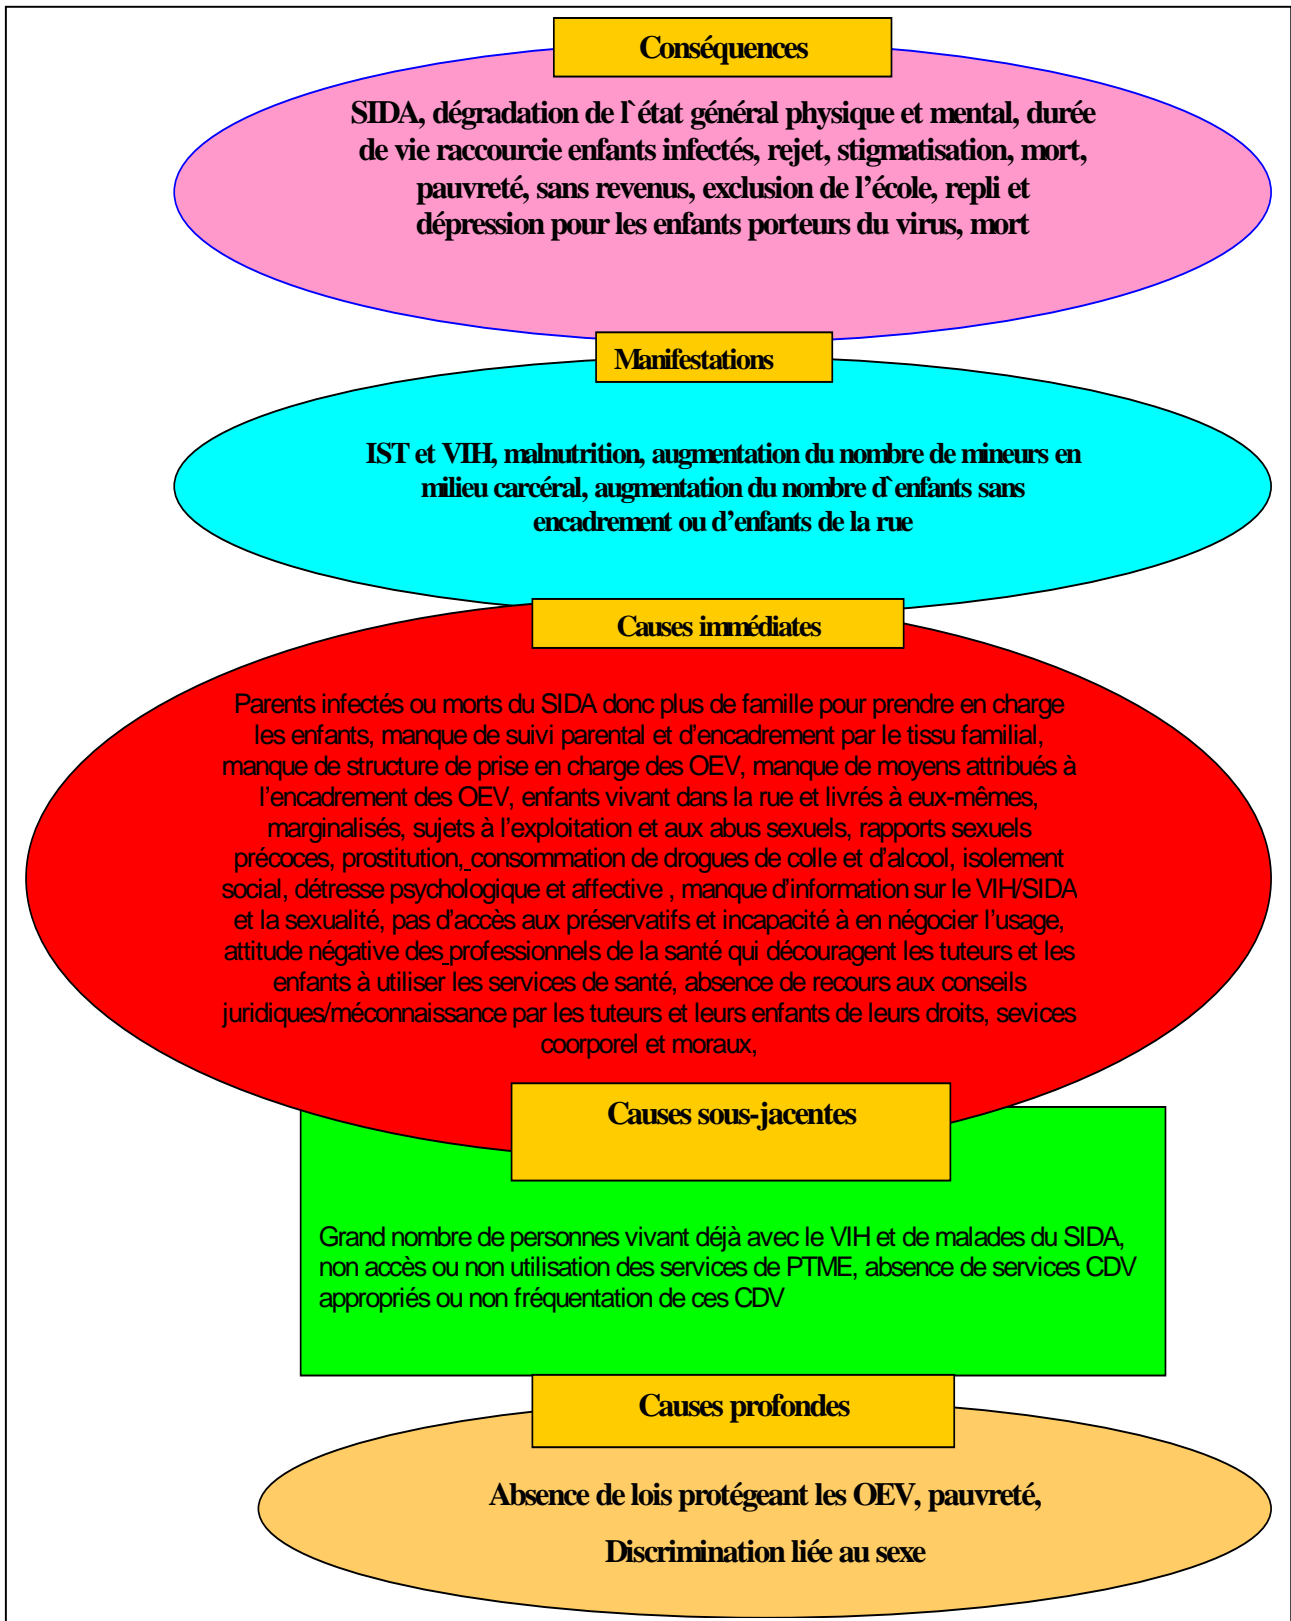 Conséquences
SIDA, dégradation de l`état général physique et mental, durée
de vie raccourcie enfants infectés, rejet, stigmatisation, mort,
pauvreté, sans revenus, exclusion de l’école, repli et
dépression pour les enfants porteurs du virus, mort
Manifestations
IST et VIH, malnutrition, augmentation du nombre de mineurs en
milieu carcéral, augmentation du nombre d`enfants sans
encadrement ou d’enfants de la rue
Causes immédiates
Parents infectés ou morts du SIDA donc plus de famille pour prendre en charge
les enfants, manque de suivi parental et d’encadrement par le tissu familial,
manque de structure de prise en charge des OEV, manque de moyens attribués à
l’encadrement des OEV, enfants vivant dans la rue et livrés à eux-mêmes,
marginalisés, sujets à l’exploitation et aux abus sexuels, rapports sexuels
précoces, prostitution, consommation de drogues de colle et d’alcool, isolement
social, détresse psychologique et affective , manque d’information sur le VIH/SIDA
et la sexualité, pas d’accès aux préservatifs et incapacité à en négocier l’usage,
attitude négative des professionnels de la santé qui découragent les tuteurs et les
enfants à utiliser les services de santé, absence de recours aux conseils
juridiques/méconnaissance par les tuteurs et leurs enfants de leurs droits, sevices
coorporel et moraux,
Causes sous-jacentes
Grand nombre de personnes vivant déjà avec le VIH et de malades du SIDA,
non accès ou non utilisation des services de PTME, absence de services CDV
appropriés ou non fréquentation de ces CDV
Causes profondes
Absence de lois protégeant les OEV, pauvreté,
Discrimination liée au sexe